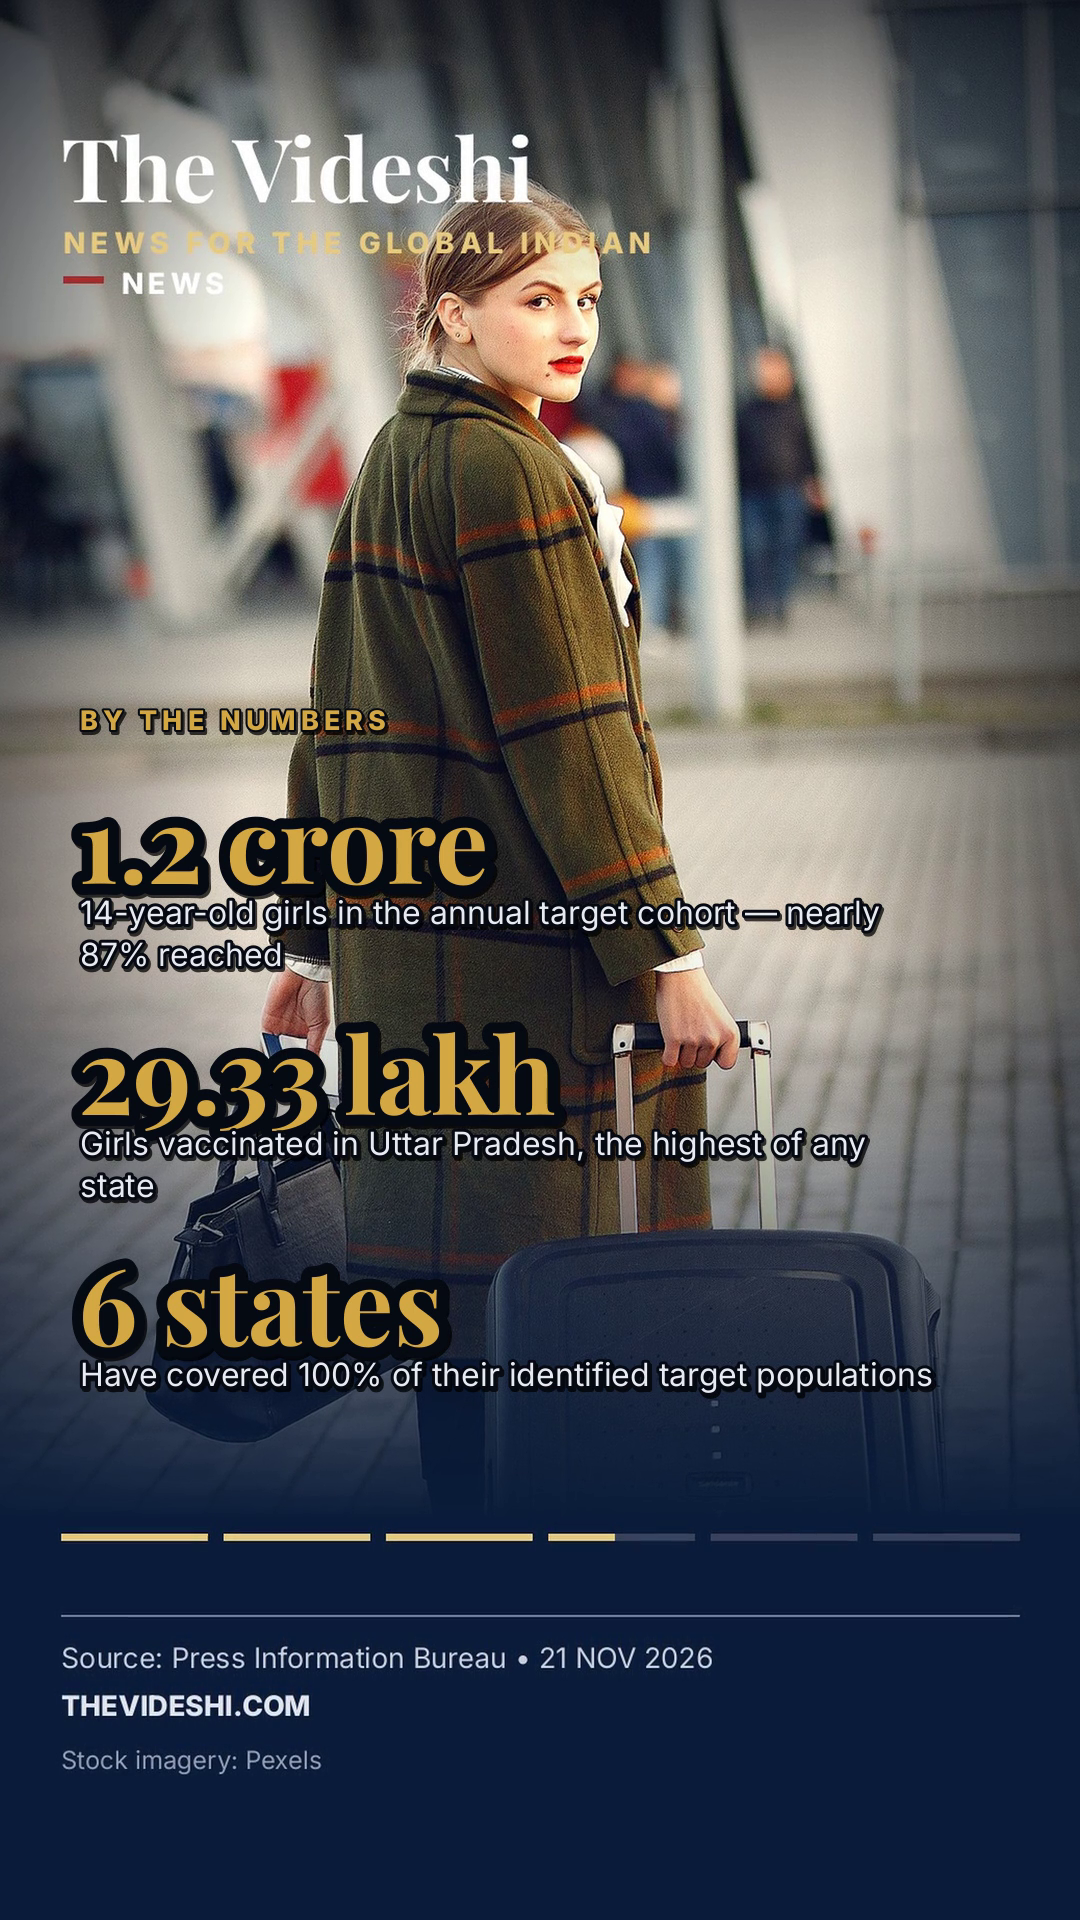 The Videshi
NEWS FOR THE GLOBAL INDIAN
NEWS
BY THE NUMBERS
1.2 crore
14-year-old girls in the annual target cohort — nearly
87% reached
29.33 lakh
Girls vaccinated in Uttar Pradesh, the highest of any
state
6 states
Have covered 100% of their identified target populations
Source: Press Information Bureau • 21 NOV 2026
THEVIDESHI.COM
Stock imagery: Pexels